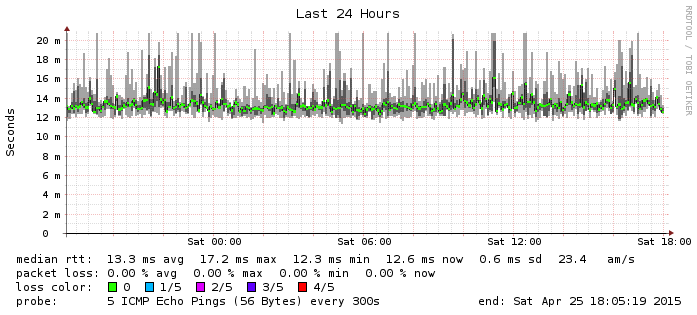 Last 24 Hours
RRDTOOL / TOBI OETIKER
Seconds
20 m
18 m
16 m
14 m
12 m
10 m
8 m
6 m
4 m
2 m
0
Sat 00:00 Sat 06:00 Sat 12:00 Sat 18:00
median rtt: 13.3 ms avg 17.2 ms max 12.3 ms min 12.6 ms now 0.6 ms sd 23.4 am/s
packet loss: 0.00 % avg 0.00 % max 0.00 % min 0.00 % now
loss color: 0 1/5 2/5 3/5 4/5
probe: 5 ICMP Echo Pings (56 Bytes) every 300s end: Sat Apr 25 18:05:19 2015